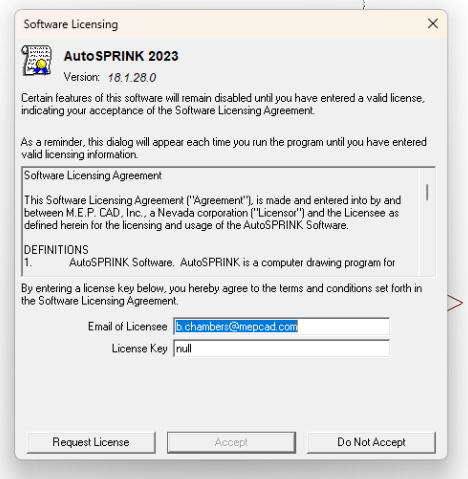 Software Licensing
AutoSPRINK 2023
Version: 18.1.28.0
Certain features of this software will remain disabled until you have entered a valid license,
indicating your acceptance of the Software Licensing Agreement.
As a reminder, this dialog will appear each time you run the program until you have entered
valid licensing information.
Software Licensing Agreement
This Software Licensing Agreement ("Agreement"), is made and entered into by and
between M.E.P. CAD, Inc., a Nevada corporation ("Licensor") and the Licensee as
defined herein for the licensing and usage of the AutoSPRINK Software.
DEFINITIONS
1. AutoSPRINK Software. AutoSPRINK is a computer drawing program for
By entering a license key below, you hereby agree to the terms and conditions set forth in
the Software Licensing Agreement.
Email of Licensee b.chambers@mepcad.com
License Key null
Request License Accept Do Not Accept